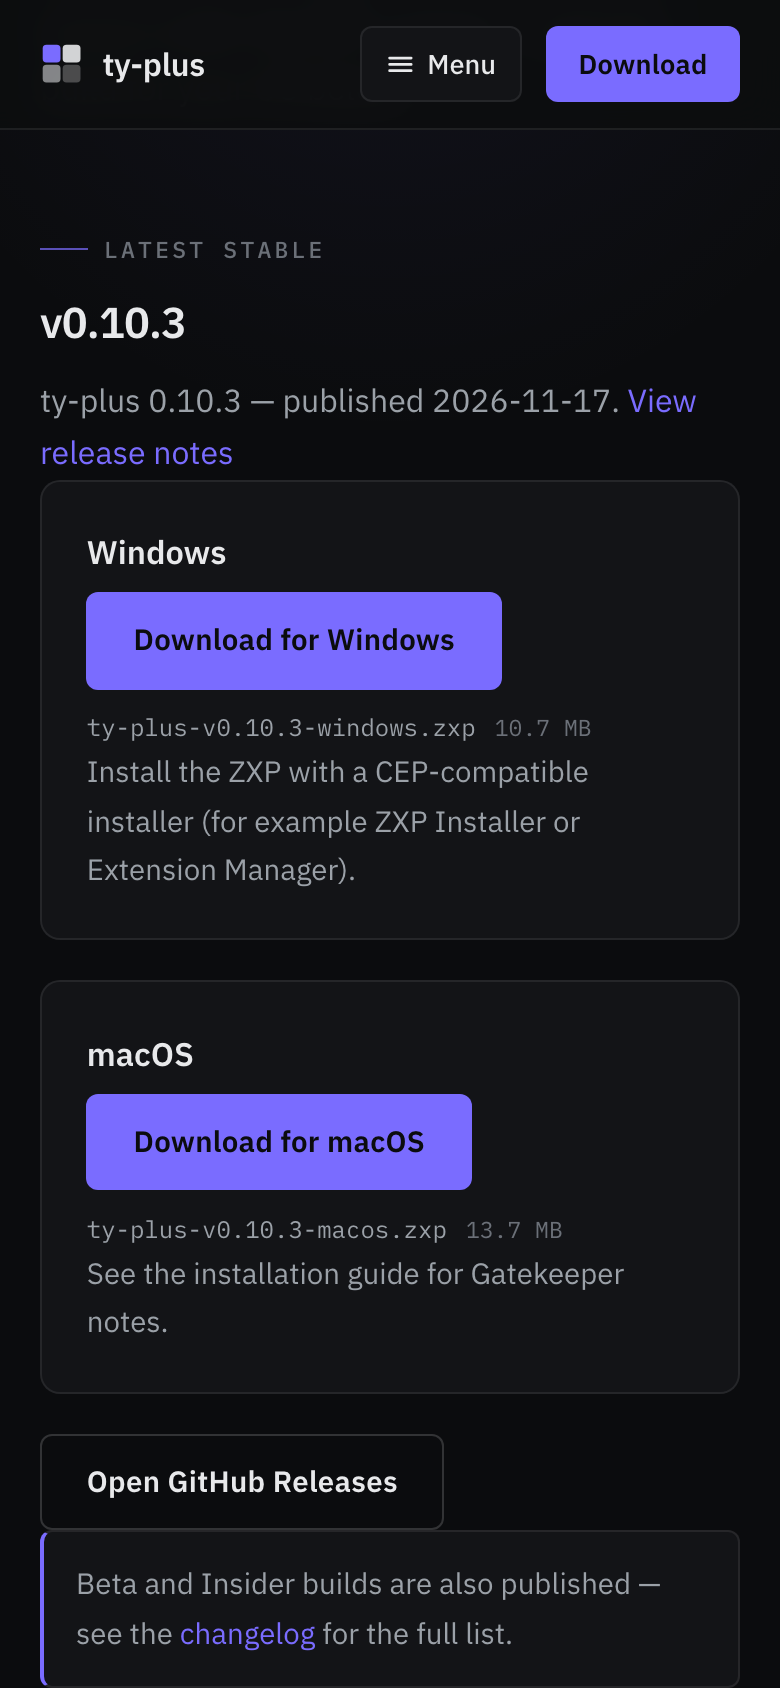 ty-plus
Menu
Download
LATEST STABLE
v0.10.3
ty-plus 0.10.3 — published 2026-11-17. View
release notes
Windows
Download for Windows
ty-plus-v0.10.3-windows.zxp 10.7 MB
Install the ZXP with a CEP-compatible
installer (for example ZXP Installer or
Extension Manager).
macOS
Download for macOS
ty-plus-v0.10.3-macos.zxp 13.7 MB
See the installation guide for Gatekeeper
notes.
Open GitHub Releases
Beta and Insider builds are also published —
see the changelog for the full list.